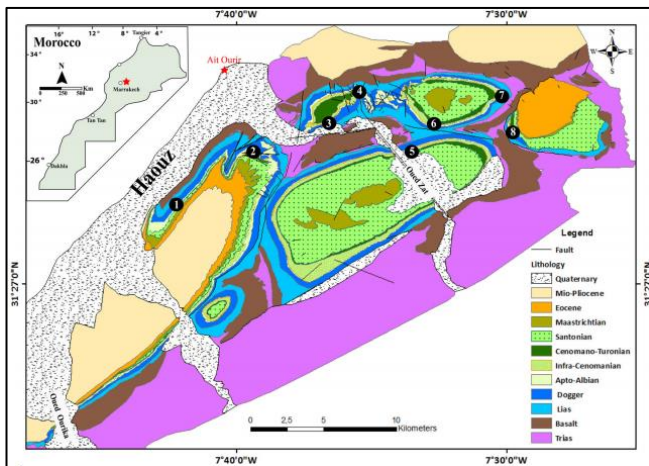 Morocco
12°
8°
4°
Tangier
34°
N
0 250 500
Km
Marrakech
30°
Tan Tan
26°
Dakhla
7°40'0"W
7°30'0"W
Ait Ourir
N
W E
S
4
7
3
6
8
2
5
Haouz
Oued Zat
1
31°27'0"N
31°27'0"N
Oued Ourika
Legend
Fault
Lithology
Quaternary
Mio-Pliocene
Eocene
Maastrichtian
Santonian
Cenomano-Turonian
Infra-Cenomanian
Apto-Albian
Dogger
Lias
Basalt
Trias
0 2.5 5 10
Kilometers
7°40'0"W
7°30'0"W